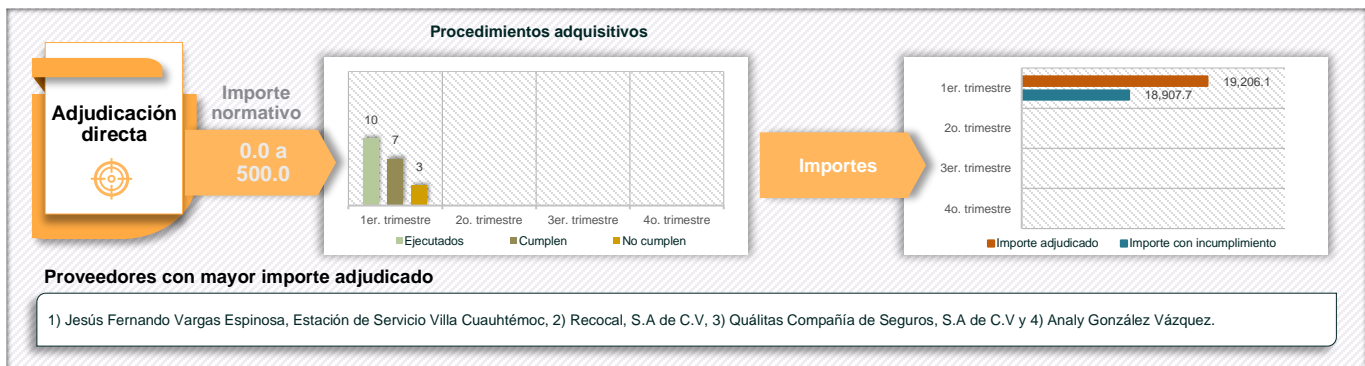 Procedimientos adquisitivos
Adjudicación
directa
Importe
normativo
0.0 a
500.0
10
7
3
1er. trimestre
2o. trimestre
3er. trimestre
4o. trimestre
Ejecutados
Cumplen
No cumplen
Importes
1er. trimestre
2o. trimestre
3er. trimestre
4o. trimestre
19,206.1
18,907.7
Importe adjudicado
Importe con incumplimiento
Proveedores con mayor importe adjudicado
1) Jesús Fernando Vargas Espinosa, Estación de Servicio Villa Cuauhtémoc, 2) Recocal, S.A de C.V, 3) Quálitas Compañía de Seguros, S.A de C.V y 4) Analy González Vázquez.